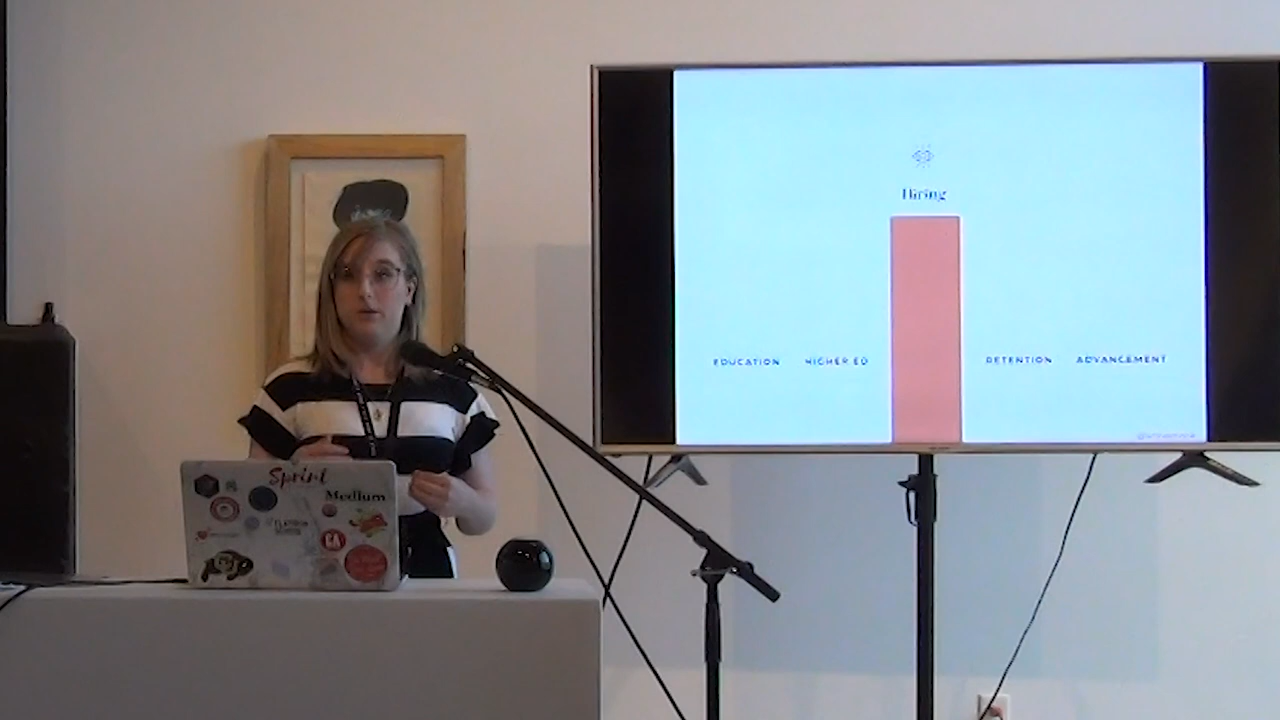 Hiring
EDUCATION HIGHER ED RETENTION ADVANCEMENT
Sprint
Medium